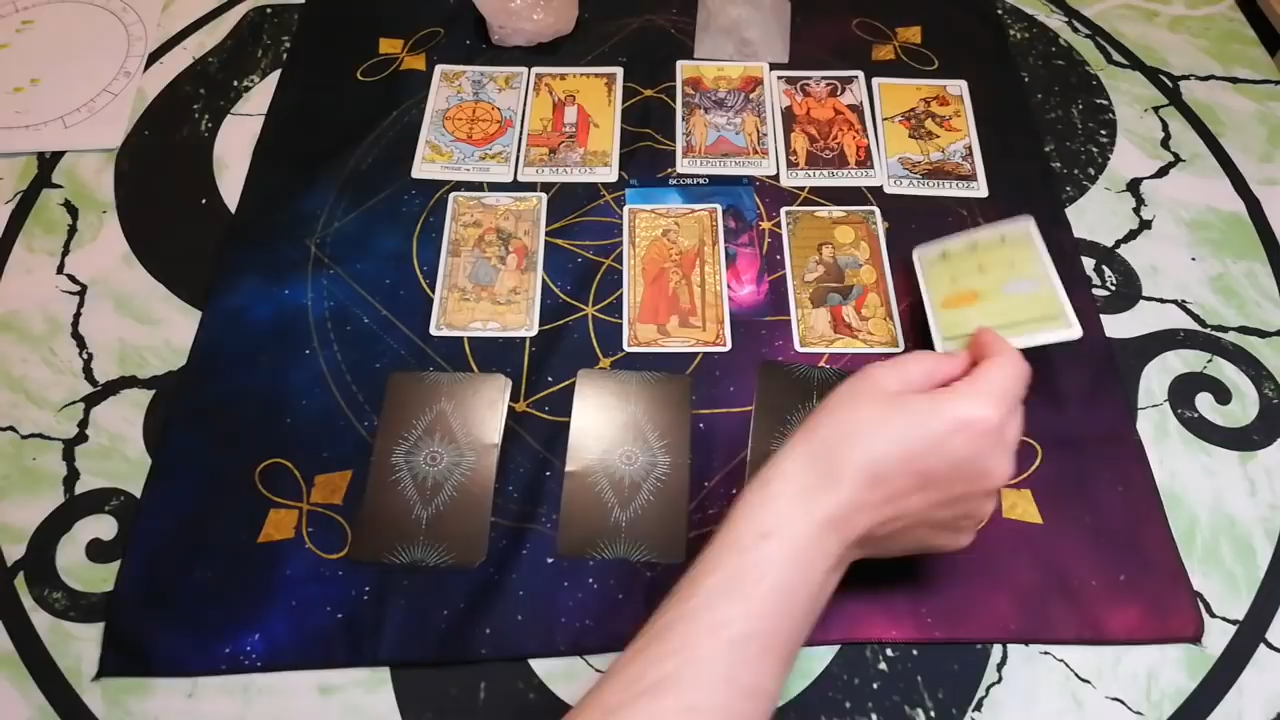 ΤΡΟΧΟΣ της ΤΥΧΗΣ
Ο ΜΑΓΟΣ
ΟΙ ΕΡΩΤΕΥΜΕΝΟΙ
Ο ΔΙΑΒΟΛΟΣ
Ο ΑΝΟΗΤΟΣ
SCORPIO